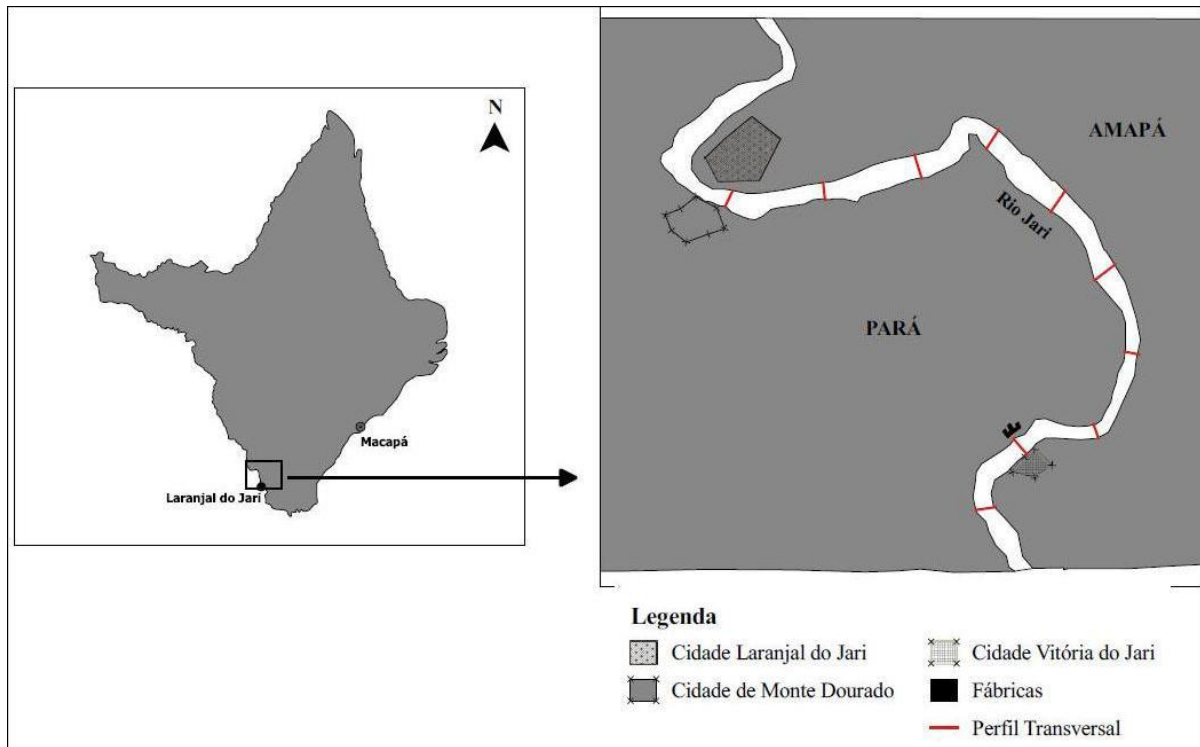 N
Macapá
Laranjal do Jari
AMAPÁ
Rio Jari
PARÁ
Legenda
Cidade Laranjal do Jari
Cidade de Monte Dourado
Cidade Vitória do Jari
Fábricas
Perfil Transversal